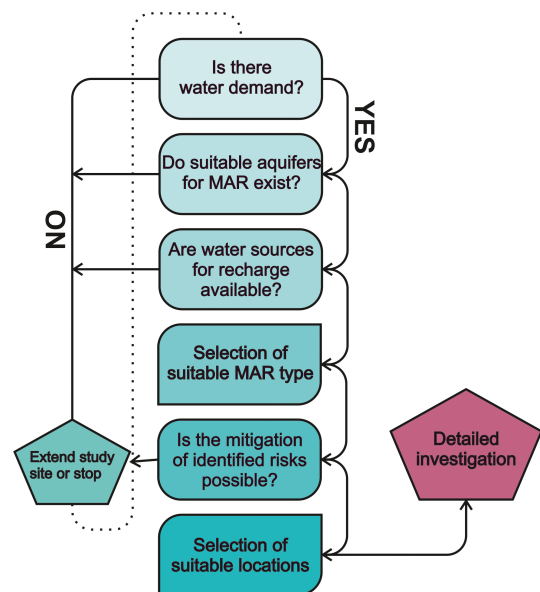 Is there
water demand?
YES
Do suitable aquifers
for MAR exist?
NO
Are water sources
for recharge
available?
Selection of
suitable MAR type
Is the mitigation
of identified risks
possible?
Extend study
site or stop
Detailed
investigation
Selection of
suitable locations